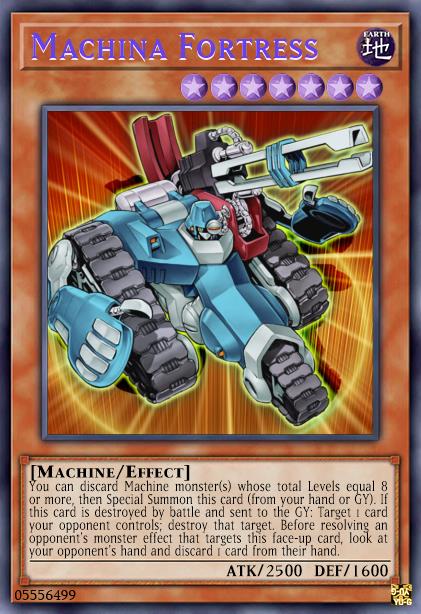 MACHINA FORTRESS
EARTH
地
[MACHINE/EFFECT]
You can discard Machine monster(s) whose total Levels equal 8
or more, then Special Summon this card (from your hand or GY). If
this card is destroyed by battle and sent to the GY: Target 1 card
your opponent controls; destroy that target. Before resolving an
opponent's monster effect that targets this face-up card, look at
your opponent's hand and discard 1 card from their hand.
ATK/2500 DEF/1600
05556499